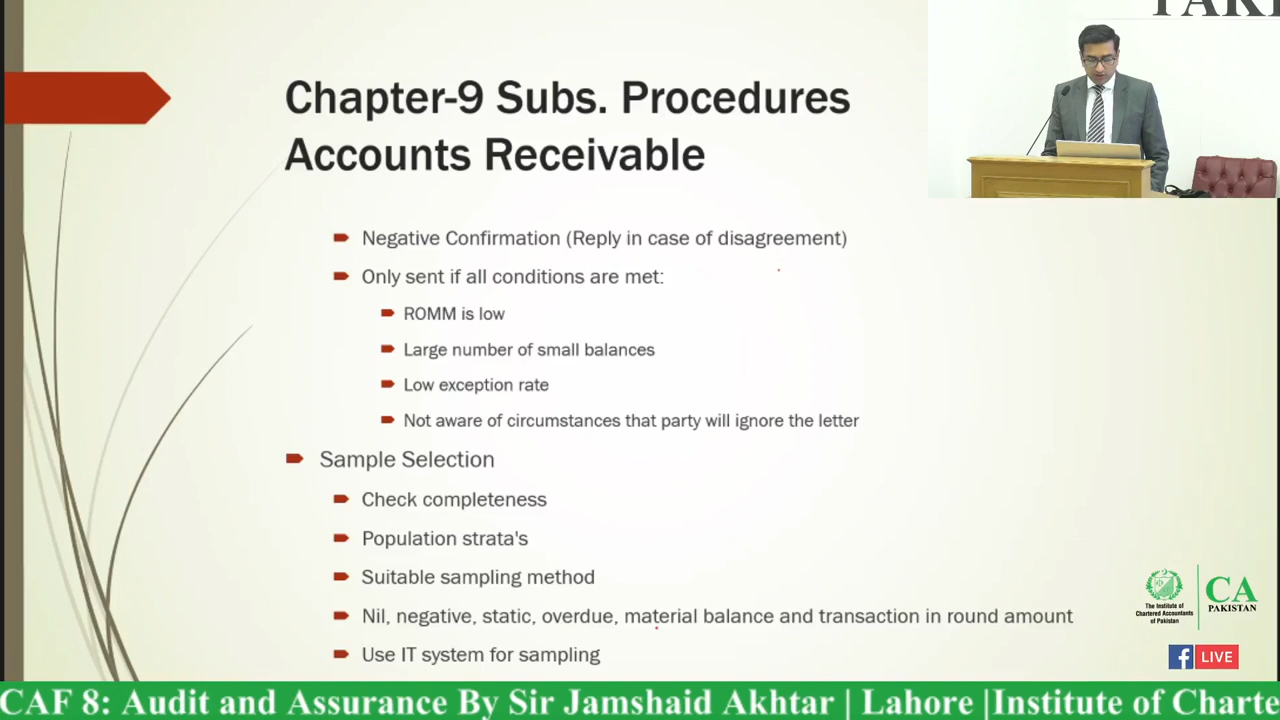 Chapter-9 Subs. Procedures
Accounts Receivable
Negative Confirmation (Reply in case of disagreement)
Only sent if all conditions are met:
ROMM is low
Large number of small balances
Low exception rate
Not aware of circumstances that party will ignore the letter
Sample Selection
Check completeness
Population strata's
Suitable sampling method
Nil, negative, static, overdue, material balance and transaction in round amount
Use IT system for sampling
The Institute of
Chartered Accountants
of Pakistan
CA
PAKISTAN
LIVE
CAF 8: Audit and Assurance By Sir Jamshaid Akhtar | Lahore |Institute of Charte